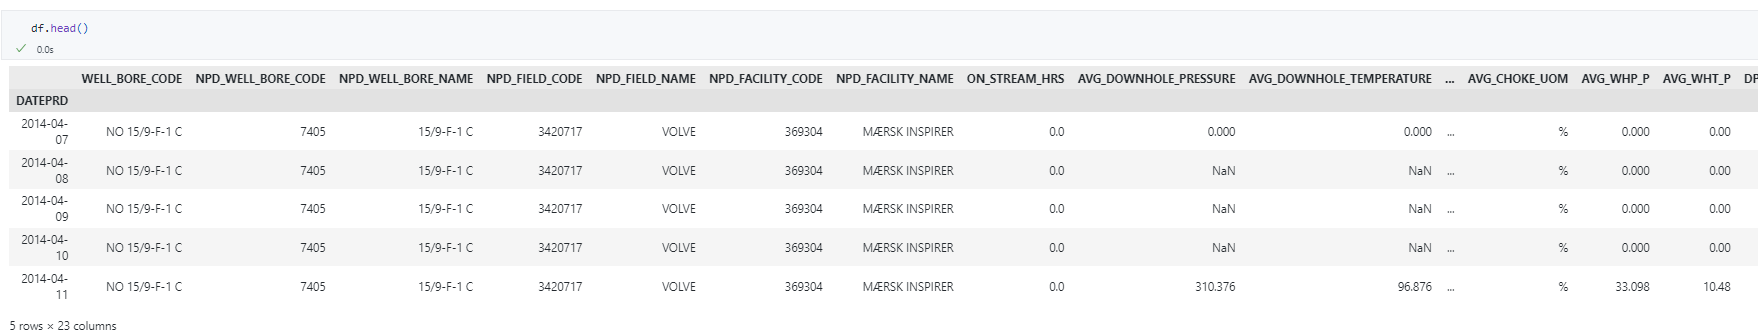 df.head()
0.0s
WELL_BORE_CODE NPD_WELL_BORE_CODE NPD_WELL_BORE_NAME NPD_FIELD_CODE NPD_FIELD_NAME NPD_FACILITY_CODE NPD_FACILITY_NAME ON_STREAM_HRS AVG_DOWNHOLE_PRESSURE AVG_DOWNHOLE_TEMPERATURE ... AVG_CHOKE_UOM AVG_WHP_P AVG_WHT_P DP
DATEPRD
2014-04-
07 NO 15/9-F-1 C 7405 15/9-F-1 C 3420717 VOLVE 369304 MÆRSK INSPIRER 0.0 0.000 0.000 ... % 0.000 0.00
2014-04-
08 NO 15/9-F-1 C 7405 15/9-F-1 C 3420717 VOLVE 369304 MÆRSK INSPIRER 0.0 NaN NaN ... % 0.000 0.00
2014-04-
09 NO 15/9-F-1 C 7405 15/9-F-1 C 3420717 VOLVE 369304 MÆRSK INSPIRER 0.0 NaN NaN ... % 0.000 0.00
2014-04-
10 NO 15/9-F-1 C 7405 15/9-F-1 C 3420717 VOLVE 369304 MÆRSK INSPIRER 0.0 NaN NaN ... % 0.000 0.00
2014-04-
11 NO 15/9-F-1 C 7405 15/9-F-1 C 3420717 VOLVE 369304 MÆRSK INSPIRER 0.0 310.376 96.876 ... % 33.098 10.48
5 rows × 23 columns